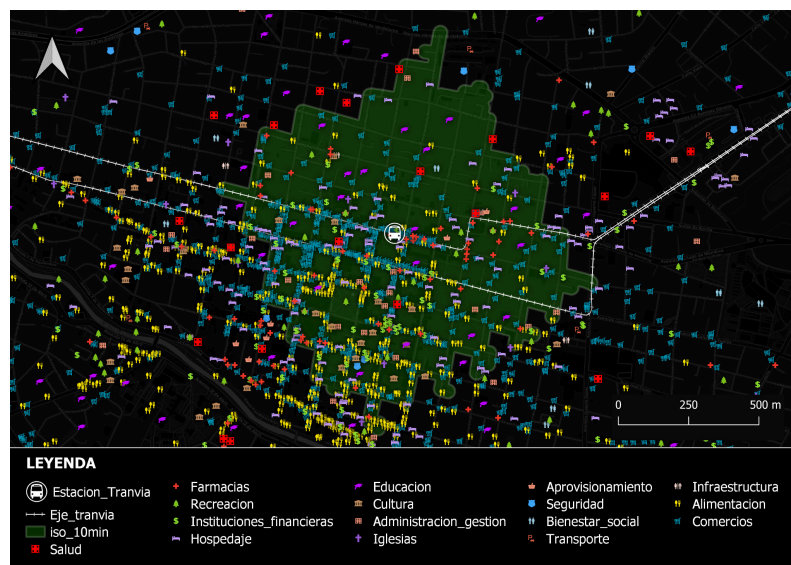 0 250 500 m
LEYENDA
Estacion_Tranvia
Eje_tranvia
iso_10min
Salud
Farmacias
Recreacion
Instituciones_financieras
Hospedaje
Educacion
Cultura
Administracion_gestion
Iglesias
Aprovisionamiento
Seguridad
Bienestar_social
Transporte
Infraestructura
Alimentacion
Comercios